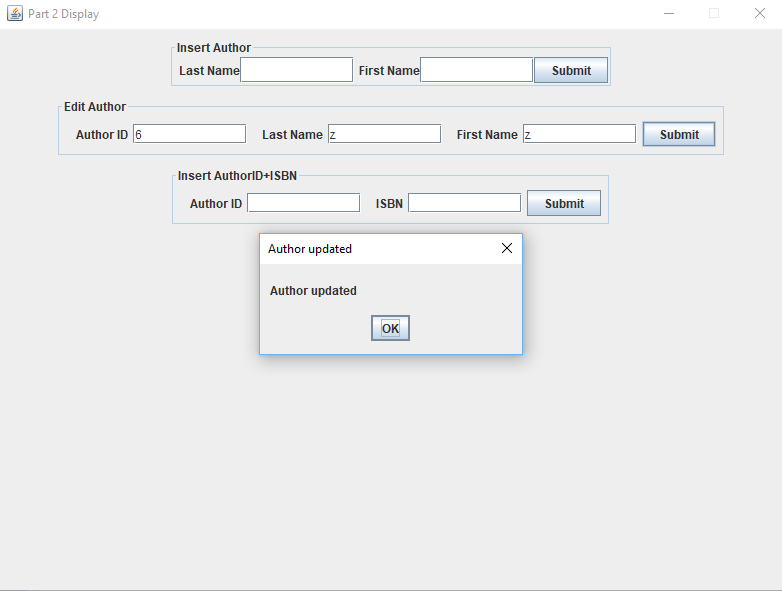 Part 2 Display
Insert Author
Last Name First Name Submit
Edit Author
Author ID 6 Last Name z First Name z Submit
Insert AuthorID+ISBN
Author ID ISBN Submit
Author updated
Author updated
OK